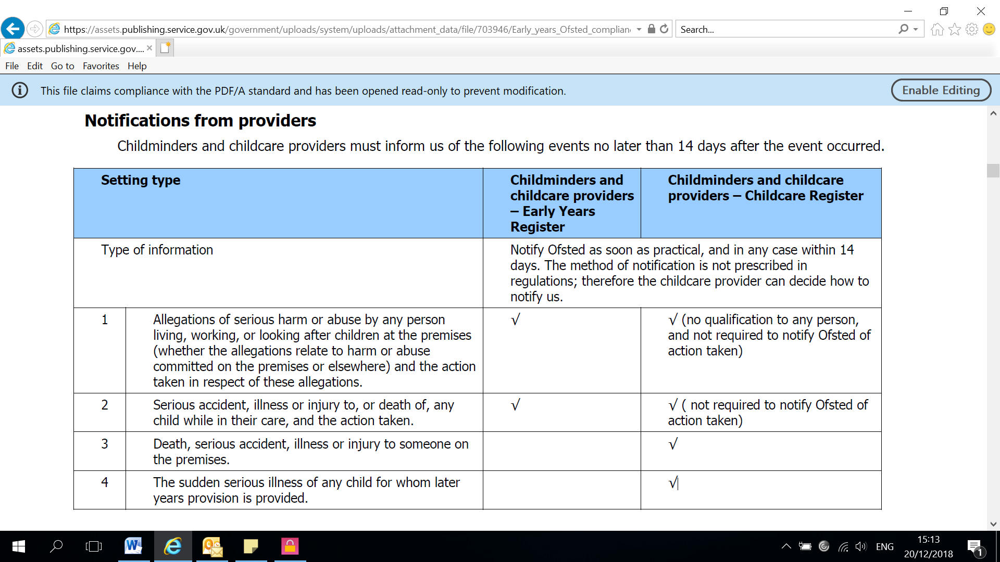 https://assets.publishing.service.gov.uk/government/uploads/system/uploads/attachment_data/file/703946/Early_years_Ofsted_complian
Search...
assets.publishing.service.gov....
File Edit Go to Favorites Help
This file claims compliance with the PDF/A standard and has been opened read-only to prevent modification.
Enable Editing
Notifications from providers
Childminders and childcare providers must inform us of the following events no later than 14 days after the event occurred.
Setting type
Childminders and
childcare providers
– Early Years
Register
Childminders and childcare
providers – Childcare Register
Type of information
Notify Ofsted as soon as practical, and in any case within 14
days. The method of notification is not prescribed in
regulations; therefore the childcare provider can decide how to
notify us.
1
Allegations of serious harm or abuse by any person
living, working, or looking after children at the premises
(whether the allegations relate to harm or abuse
committed on the premises or elsewhere) and the action
taken in respect of these allegations.
√
√ (no qualification to any person,
and not required to notify Ofsted of
action taken)
2
Serious accident, illness or injury to, or death of, any
child while in their care, and the action taken.
√
√ ( not required to notify Ofsted of
action taken)
3
Death, serious accident, illness or injury to someone on
the premises.
√
4
The sudden serious illness of any child for whom later
years provision is provided.
√
ENG
15:13
20/12/2018
1